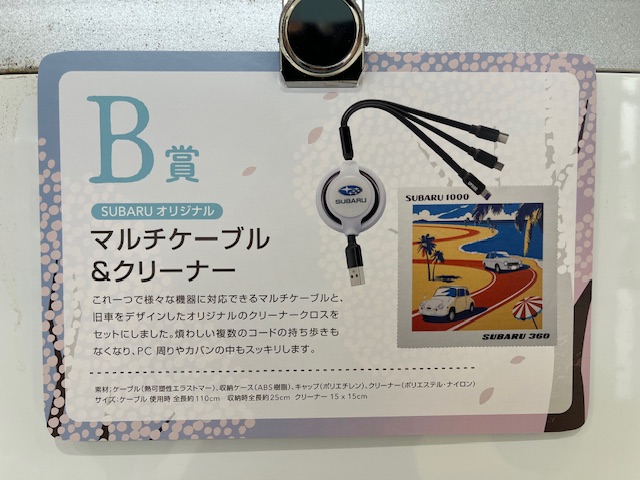 B賞
SUBARU オリジナル
マルチケーブル
&クリーナー
これ一つで様々な機器に対応できるマルチケーブルと、
旧車をデザインしたオリジナルのクリーナークロスを
セットにしました。煩わしい複数のコードの持ち歩きも
なくなり、PC 周りやカバンの中もスッキリします。
素材:ケーブル(熱可塑性エラストマー)、収納ケース(ABS樹脂)、キャップ(ポリエチレン)、クリーナー(ポリエステル・ナイロン)
サイズ:ケーブル 使用時 全長約110cm 収納時全長約25cm クリーナー 15 x 15cm
SUBARU
SUBARU 1000
SUBARU 360